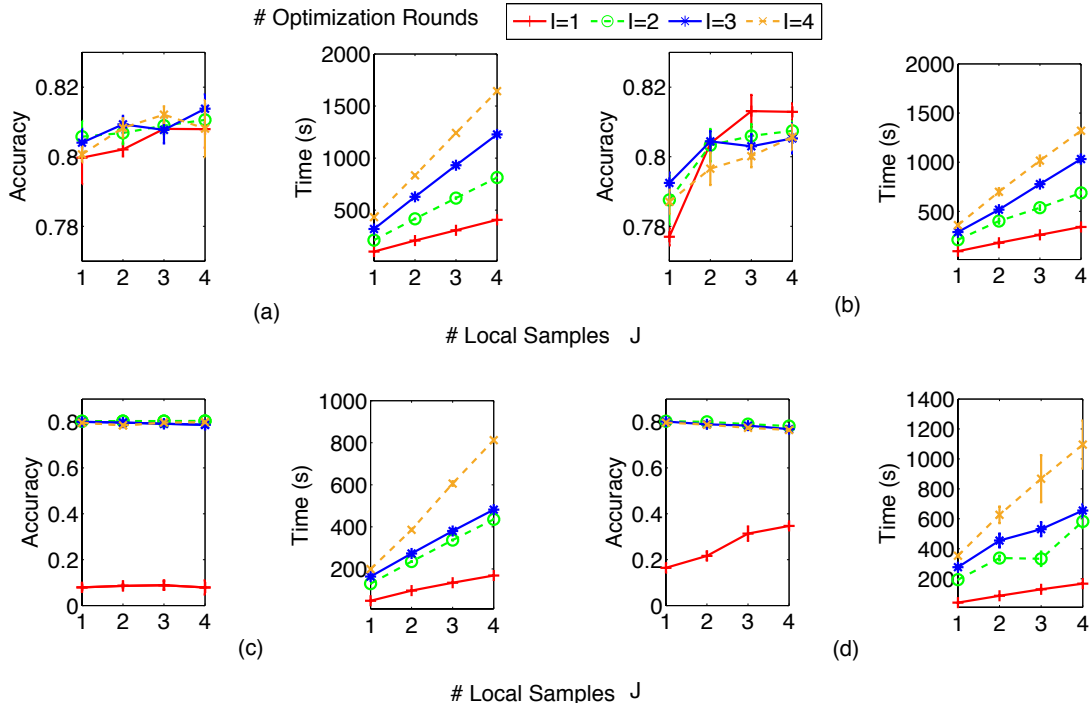 # Optimization Rounds
I=1 I=2 I=3 I=4
Accuracy
0.82
0.8
0.78
1 2 3 4
Time (s)
2000
1500
1000
500
1 2 3 4
(a)
Accuracy
0.82
0.8
0.78
1 2 3 4
Time (s)
2000
1500
1000
500
1 2 3 4
(b)
# Local Samples J
Accuracy
0.8
0.6
0.4
0.2
0
1 2 3 4
Time (s)
1000
800
600
400
200
1 2 3 4
(c)
Accuracy
0.8
0.6
0.4
0.2
0
1 2 3 4
Time (s)
1400
1200
1000
800
600
400
200
1 2 3 4
(d)
# Local Samples J